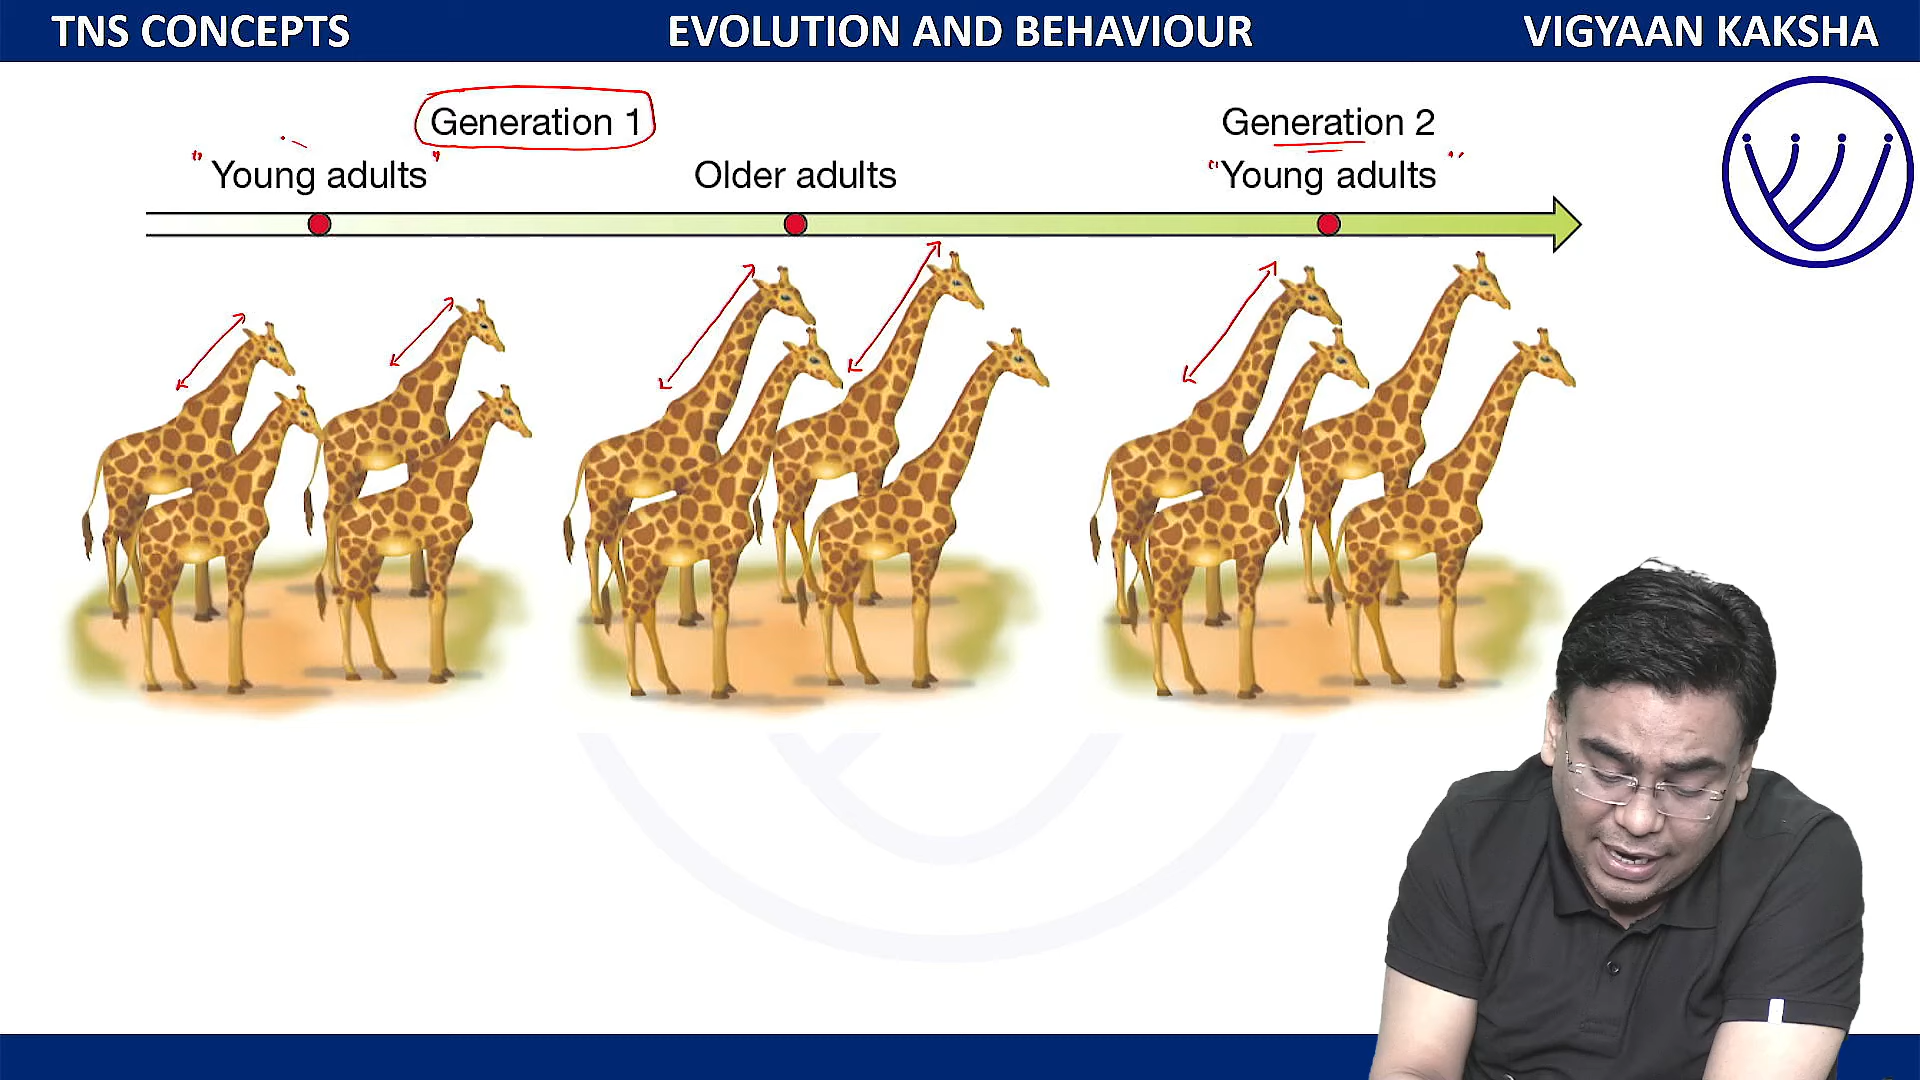 TNS CONCEPTS
EVOLUTION AND BEHAVIOUR
VIGYAAN KAKSHA
Generation 1
Generation 2
"Young adults"
Older adults
"Young adults"